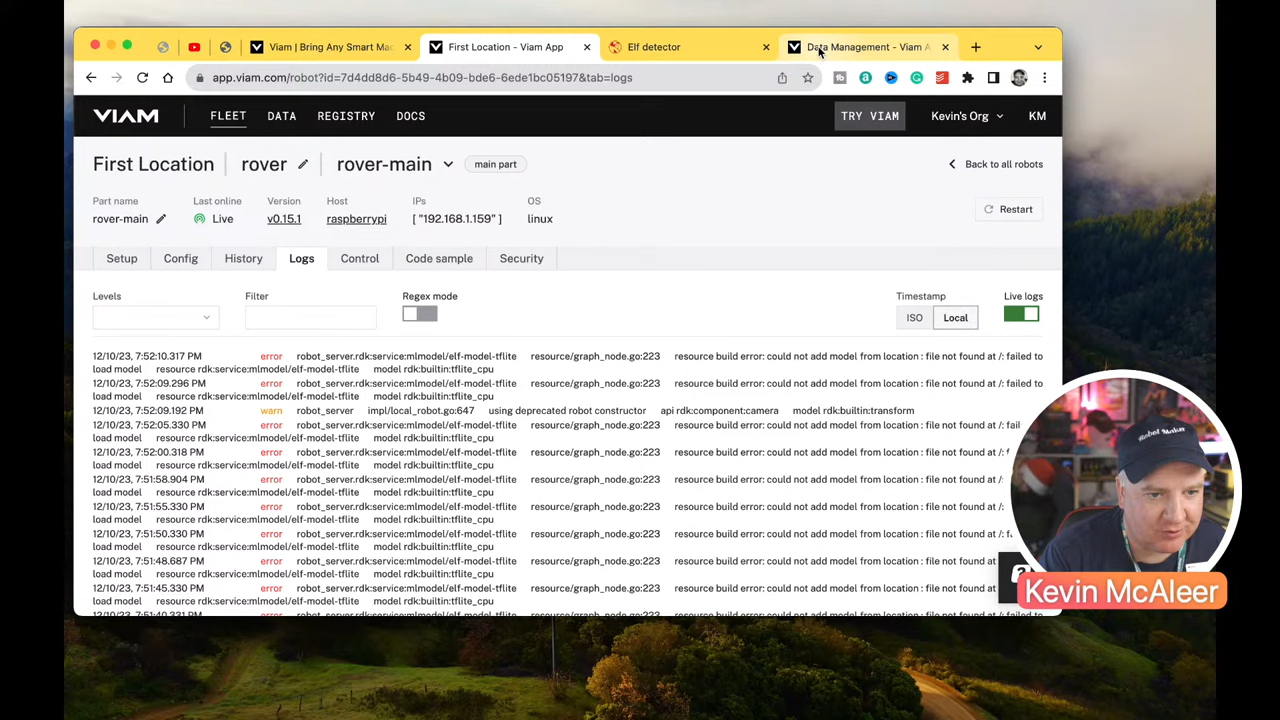 Viam | Bring Any Smart Ma
First Location - Viam App
Elf detector
Data Management - Viam A
app.viam.com/robot?id=7d4dd8d6-5b49-4b09-bde6-6ede1bc05197&tab=logs
VIAM
FLEET
DATA
REGISTRY
DOCS
TRY VIAM
Kevin's Org
KM
First Location
rover
rover-main
main part
Back to all robots
Part name
Last online
Version
Host
IPs
OS
rover-main
Live
v0.15.1
raspberrypi
[ "192.168.1.159" ]
linux
Restart
Setup
Config
History
Logs
Control
Code sample
Security
Levels
Filter
Regex mode
Timestamp
Live logs
ISO
Local
12/10/23, 7:52:10.317 PM error robot_server.rdk:service:mlmodel/elf-model-tflite resource/graph_node.go:223 resource build error: could not add model from location : file not found at /: failed to
load model resource rdk:service:mlmodel/elf-model-tflite model rdk:builtin:tflite_cpu
12/10/23, 7:52:09.296 PM error robot_server.rdk:service:mlmodel/elf-model-tflite resource/graph_node.go:223 resource build error: could not add model from location : file not found at /: failed to
load model resource rdk:service:mlmodel/elf-model-tflite model rdk:builtin:tflite_cpu
12/10/23, 7:52:09.192 PM warn robot_server impl/local_robot.go:647 using deprecated robot constructor api rdk:component:camera model rdk:builtin:transform
12/10/23, 7:52:05.330 PM error robot_server.rdk:service:mlmodel/elf-model-tflite resource/graph_node.go:223 resource build error: could not add model from location : file not found at /: fail
load model resource rdk:service:mlmodel/elf-model-tflite model rdk:builtin:tflite_cpu
12/10/23, 7:52:00.318 PM error robot_server.rdk:service:mlmodel/elf-model-tflite resource/graph_node.go:223 resource build error: could not add model from location : file not found at /:
load model resource rdk:service:mlmodel/elf-model-tflite model rdk:builtin:tflite_cpu
12/10/23, 7:51:58.904 PM error robot_server.rdk:service:mlmodel/elf-model-tflite resource/graph_node.go:223 resource build error: could not add model from location : file not found at /:
load model resource rdk:service:mlmodel/elf-model-tflite model rdk:builtin:tflite_cpu
12/10/23, 7:51:55.330 PM error robot_server.rdk:service:mlmodel/elf-model-tflite resource/graph_node.go:223 resource build error: could not add model from location : file not found at /:
load model resource rdk:service:mlmodel/elf-model-tflite model rdk:builtin:tflite_cpu
12/10/23, 7:51:50.330 PM error robot_server.rdk:service:mlmodel/elf-model-tflite resource/graph_node.go:223 resource build error: could not add model from location : file not found at /:
load model resource rdk:service:mlmodel/elf-model-tflite model rdk:builtin:tflite_cpu
12/10/23, 7:51:48.687 PM error robot_server.rdk:service:mlmodel/elf-model-tflite resource/graph_node.go:223 resource build error: could not add model from location : file not found at /:
load model resource rdk:service:mlmodel/elf-model-tflite model rdk:builtin:tflite_cpu
12/10/23, 7:51:45.330 PM error robot_server.rdk:service:mlmodel/elf-model-tflite resource/graph_node.go:223 resource build error: could not add model from location : file not found at /:
load model resource rdk:service:mlmodel/elf-model-tflite model rdk:builtin:tflite_cpu
Robot Maker
Kevin McAleer